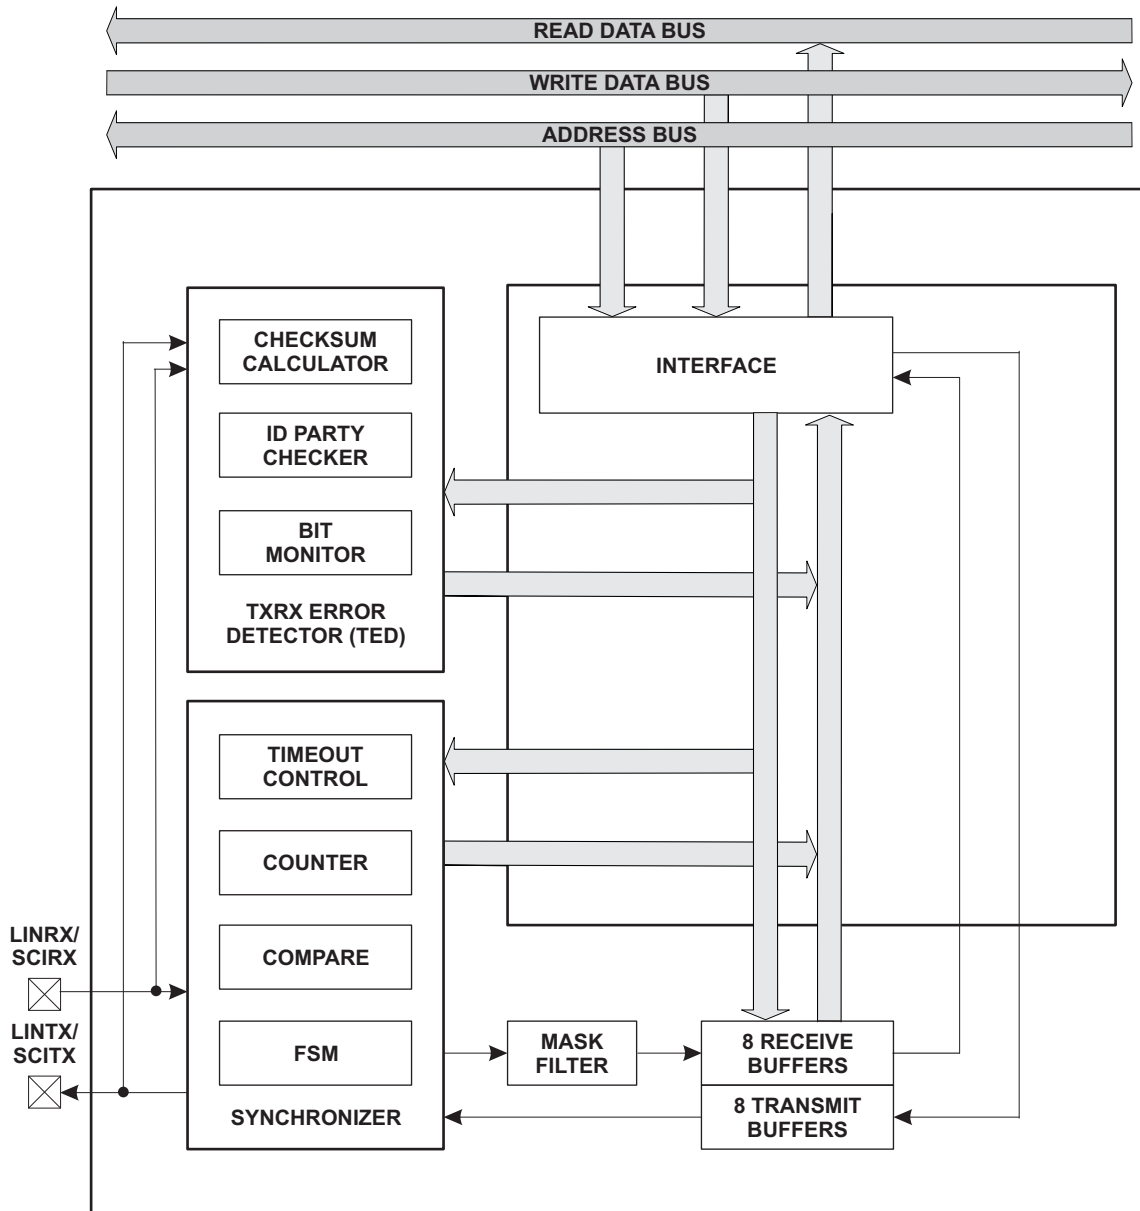 READ DATA BUS
WRITE DATA BUS
ADDRESS BUS
CHECKSUM
CALCULATOR
INTERFACE
ID PARTY
CHECKER
BIT
MONITOR
TXRX ERROR
DETECTOR (TED)
TIMEOUT
CONTROL
COUNTER
COMPARE
LINRX/
SCIRX
LINTX/
SCITX
FSM
SYNCHRONIZER
MASK
FILTER
8 RECEIVE
BUFFERS
8 TRANSMIT
BUFFERS